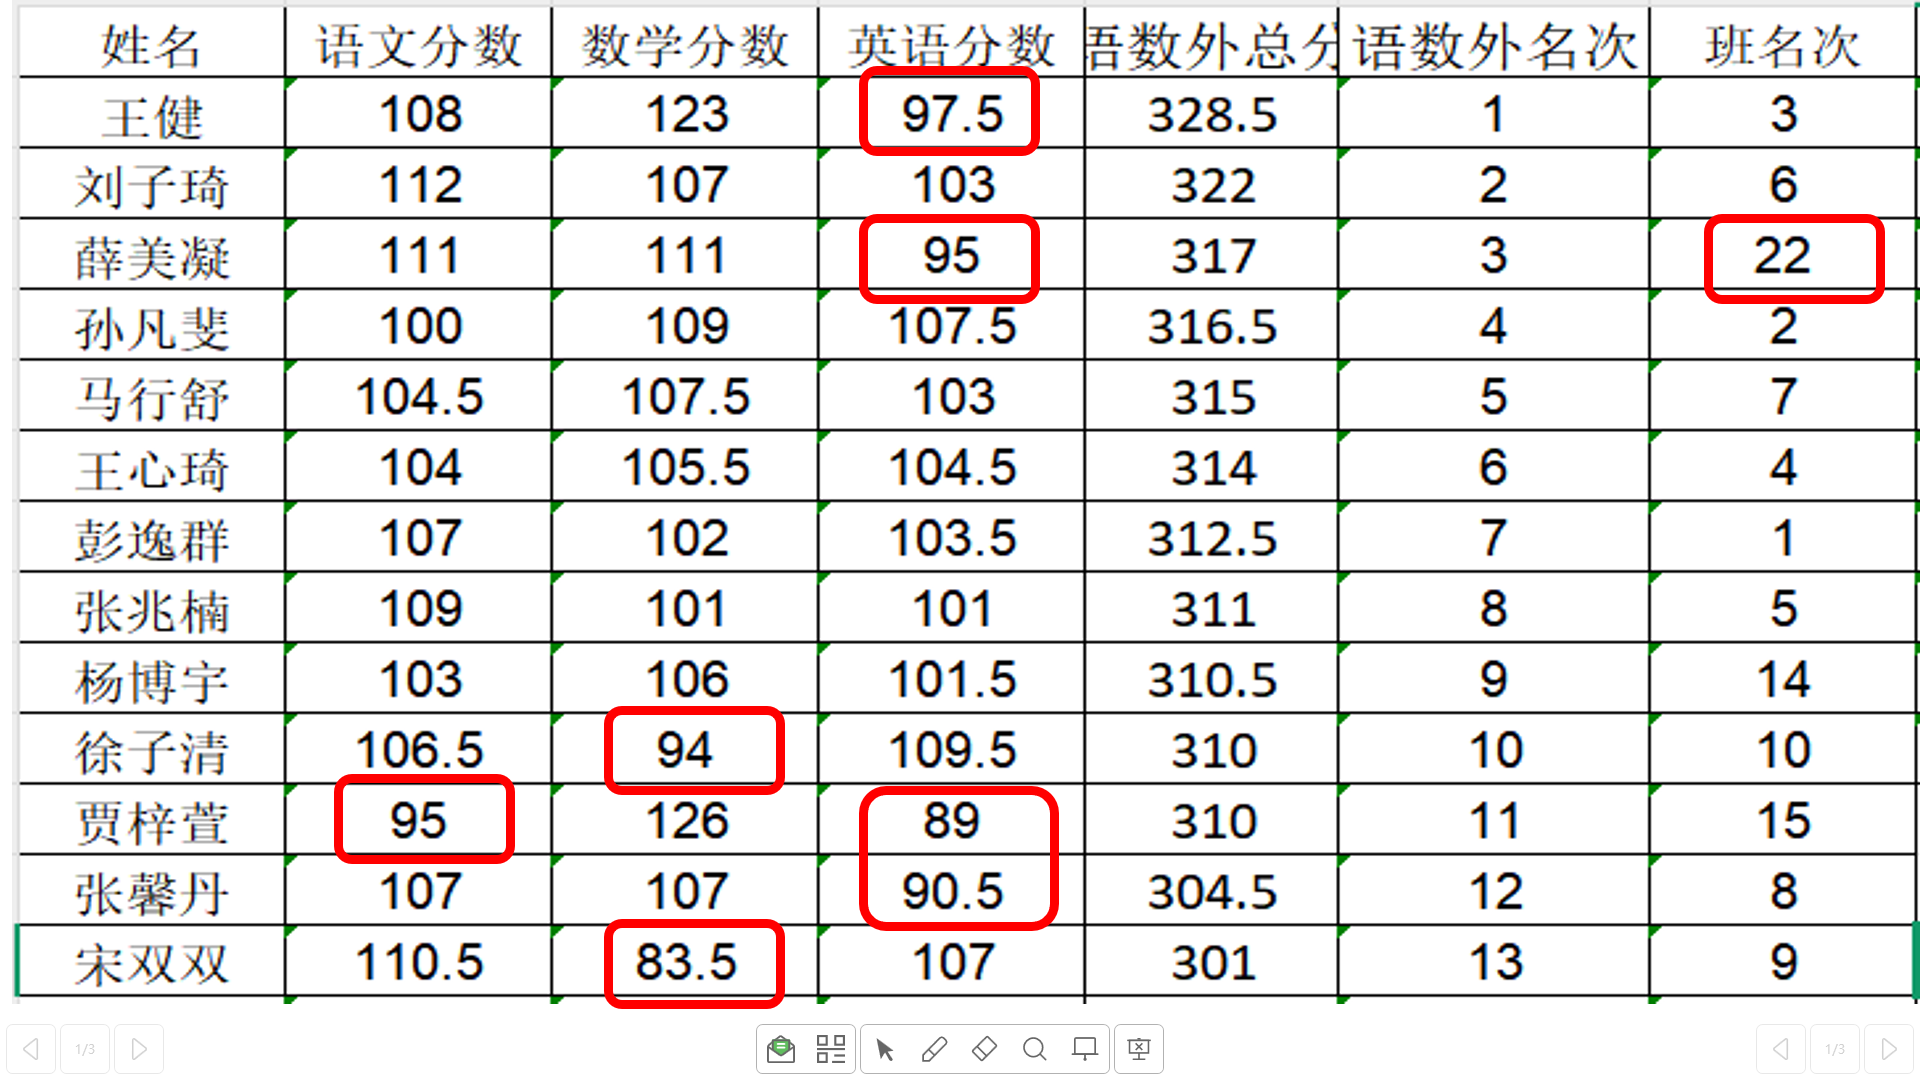 姓名 语文分数 数学分数 英语分数 语数外总分 语数外名次 班名次
王健 108 123 97.5 328.5 1 3
刘子琦 112 107 103 322 2 6
薛美凝 111 111 95 317 3 22
孙凡斐 100 109 107.5 316.5 4 2
马行舒 104.5 107.5 103 315 5 7
王心琦 104 105.5 104.5 314 6 4
彭逸群 107 102 103.5 312.5 7 1
张兆楠 109 101 101 311 8 5
杨博宇 103 106 101.5 310.5 9 14
徐子清 106.5 94 109.5 310 10 10
贾梓萱 95 126 89 310 11 15
张馨丹 107 107 90.5 304.5 12 8
宋双双 110.5 83.5 107 301 13 9
1/3 1/3